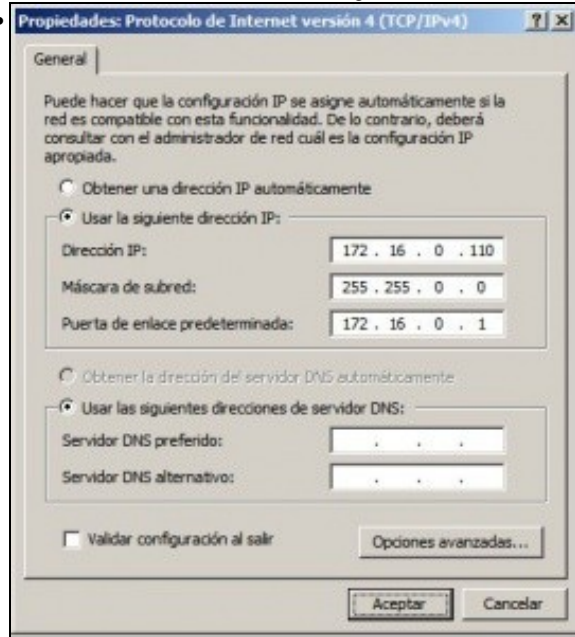 Propiedades: Protocolo de Internet versión 4 (TCP/IPv4)
General
Puede hacer que la configuración IP se asigne automáticamente si la
red es compatible con esta funcionalidad. De lo contrario, deberá
consultar con el administrador de red cuál es la configuración IP
apropiada.
Obtener una dirección IP automáticamente
Usar la siguiente dirección IP:
Dirección IP: 172 . 16 . 0 . 110
Máscara de subred: 255 . 255 . 0 . 0
Puerta de enlace predeterminada: 172 . 16 . 0 . 1
Obtener la dirección del servidor DNS automáticamente
Usar las siguientes direcciones de servidor DNS:
Servidor DNS preferido: . . .
Servidor DNS alternativo: . . .
Validar configuración al salir
Opciones avanzadas...
Aceptar Cancelar